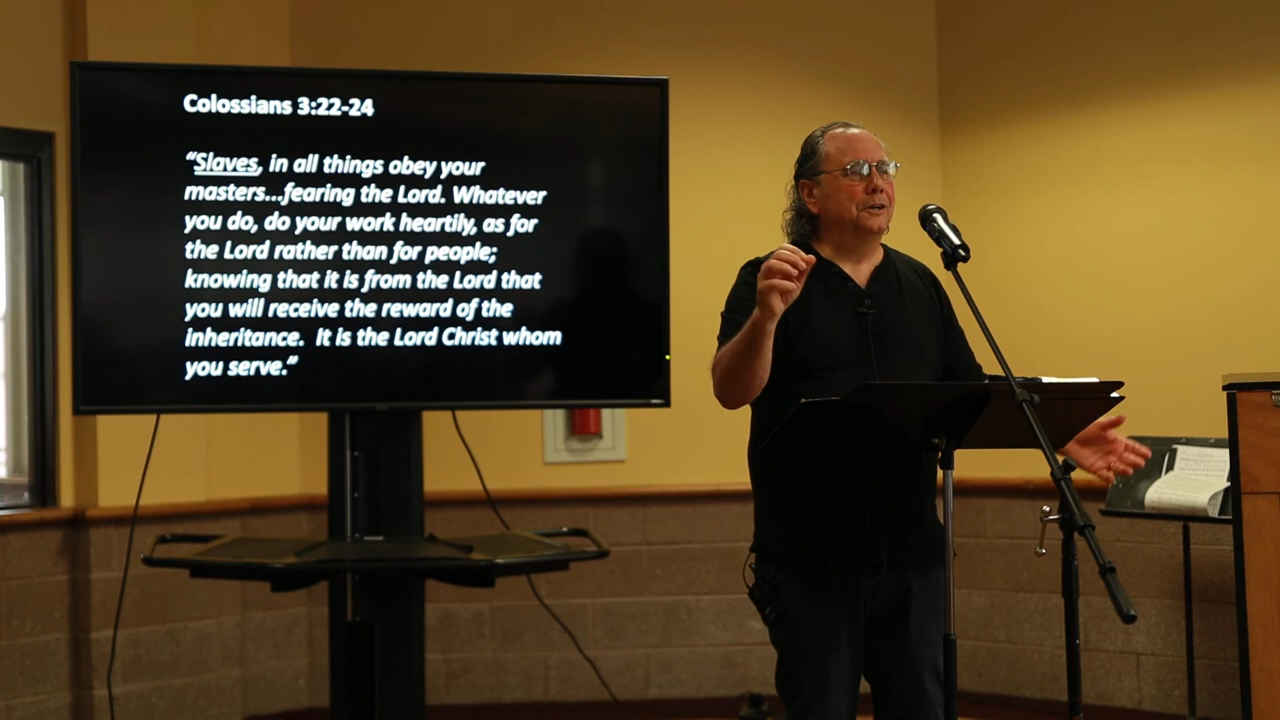 Colossians 3:22-24
“Slaves, in all things obey your
masters...fearing the Lord. Whatever
you do, do your work heartily, as for
the Lord rather than for people;
knowing that it is from the Lord that
you will receive the reward of the
inheritance. It is the Lord Christ whom
you serve.”